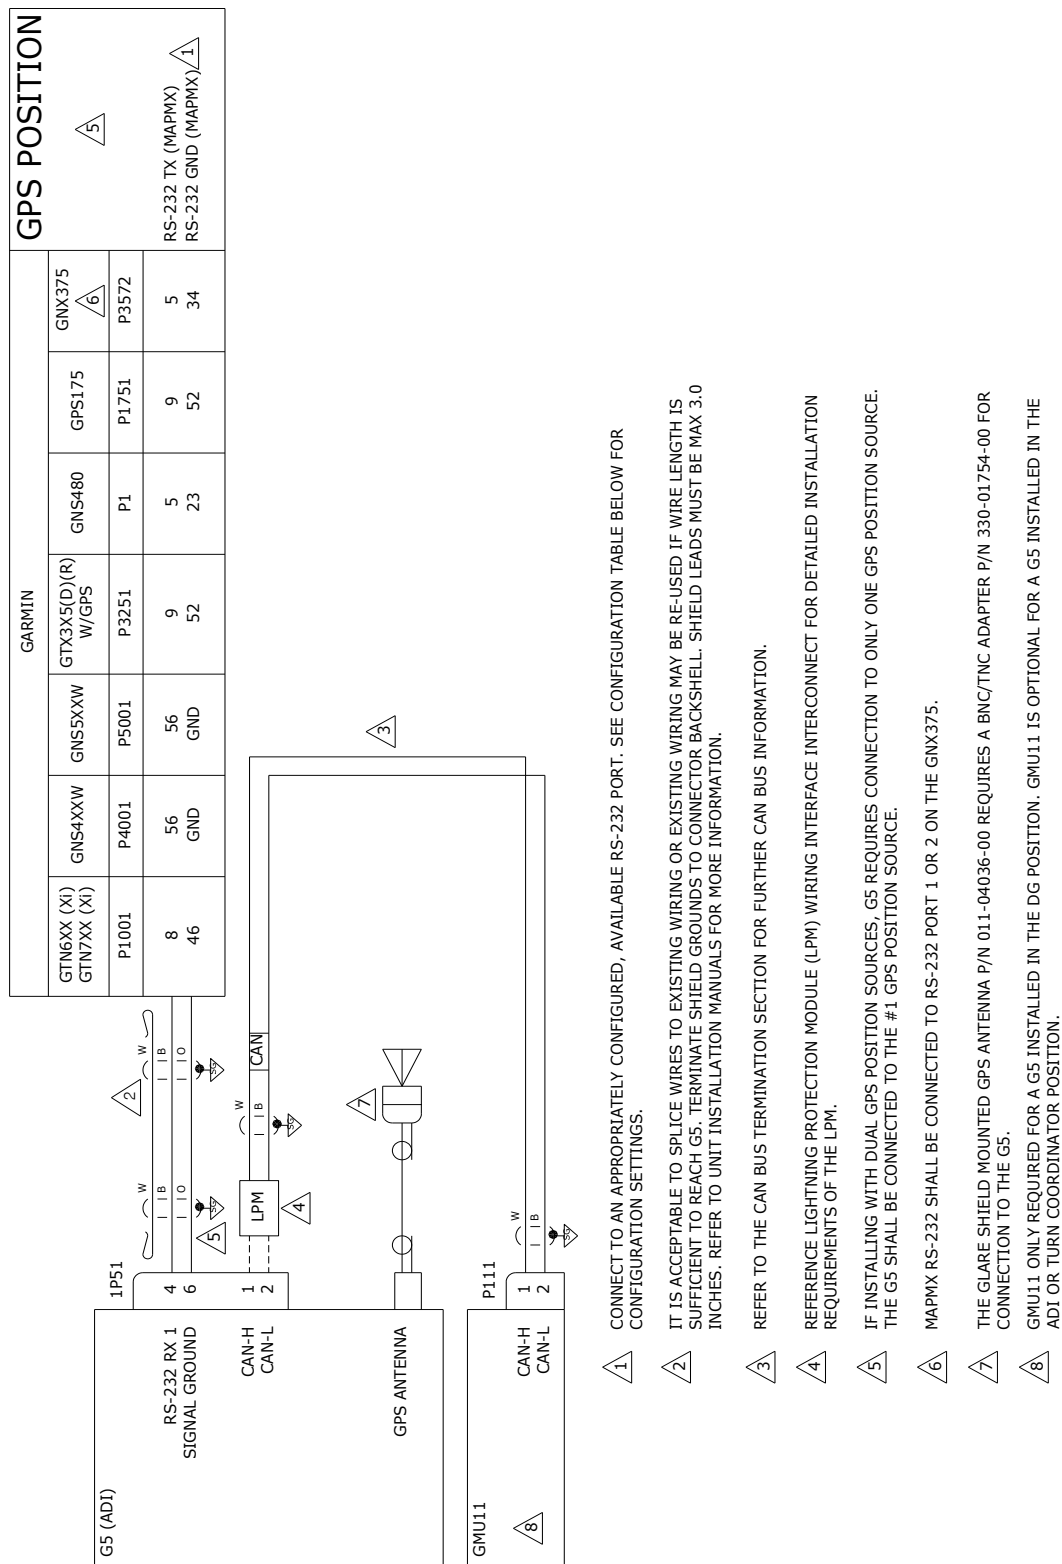 GARMIN
GPS POSITION
GTN6XX (Xi)
GTN7XX (Xi)
GNS4XXW
GNS5XXW
GTX3X5(D)(R)
W/GPS
GNS480
GPS175
GNX375
6
5
P1001
P4001
P5001
P3251
P1
P1751
P3572
8
56
56
9
5
9
5
RS-232 TX (MAPMX)
46
GND
GND
52
23
52
34
RS-232 GND (MAPMX)
1
G5 (ADI)
1P51
RS-232 RX 1
4
SIGNAL GROUND
6
W
B
O
SG
5
2
W
B
O
SG
CAN-H
1
CAN-L
2
LPM
4
W
B
SG
CAN
3
GPS ANTENNA
7
GMU11
8
P111
CAN-H
1
CAN-L
2
W
B
SG
1
CONNECT TO AN APPROPRIATELY CONFIGURED, AVAILABLE RS-232 PORT. SEE CONFIGURATION TABLE BELOW FOR
CONFIGURATION SETTINGS.
2
IT IS ACCEPTABLE TO SPLICE WIRES TO EXISTING WIRING OR EXISTING WIRING MAY BE RE-USED IF WIRE LENGTH IS
SUFFICIENT TO REACH G5. TERMINATE SHIELD GROUNDS TO CONNECTOR BACKSHELL. SHIELD LEADS MUST BE MAX 3.0
INCHES. REFER TO UNIT INSTALLATION MANUALS FOR MORE INFORMATION.
3
REFER TO THE CAN BUS TERMINATION SECTION FOR FURTHER CAN BUS INFORMATION.
4
REFERENCE LIGHTNING PROTECTION MODULE (LPM) WIRING INTERFACE INTERCONNECT FOR DETAILED INSTALLATION
REQUIREMENTS OF THE LPM.
5
IF INSTALLING WITH DUAL GPS POSITION SOURCES, G5 REQUIRES CONNECTION TO ONLY ONE GPS POSITION SOURCE.
THE G5 SHALL BE CONNECTED TO THE #1 GPS POSITION SOURCE.
6
MAPMX RS-232 SHALL BE CONNECTED TO RS-232 PORT 1 OR 2 ON THE GNX375.
7
THE GLARE SHIELD MOUNTED GPS ANTENNA P/N 011-04036-00 REQUIRES A BNC/TNC ADAPTER P/N 330-01754-00 FOR
CONNECTION TO THE G5.
8
GMU11 ONLY REQUIRED FOR A G5 INSTALLED IN THE DG POSITION. GMU11 IS OPTIONAL FOR A G5 INSTALLED IN THE
ADI OR TURN COORDINATOR POSITION.